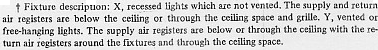 † Fixture description: X, recessed lights which are not vented. The supply and return
air registers are below the ceiling or through the ceiling space and grille. Y, vented or
free-hanging lights. The supply air registers are below or through the ceiling with the re-
turn air registers around the fixtures and through the ceiling space.